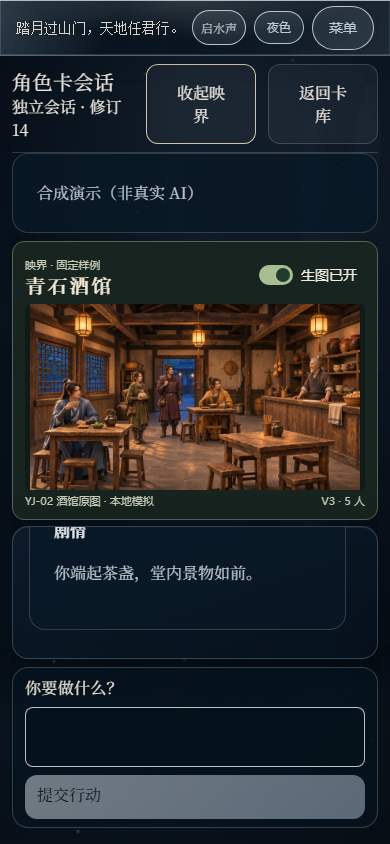 踏月过山门，天地任君行。
启水声
夜色
菜单
角色卡会话
独立会话 · 修订
14
收起映
界
返回卡
库
合成演示（非真实 AI）
映界 · 固定样例
青石酒馆
生图已开
YJ-02 酒馆原图 · 本地模拟
V3 · 5 人
剧情
你端起茶盏，堂内景物如前。
你要做什么？
提交行动